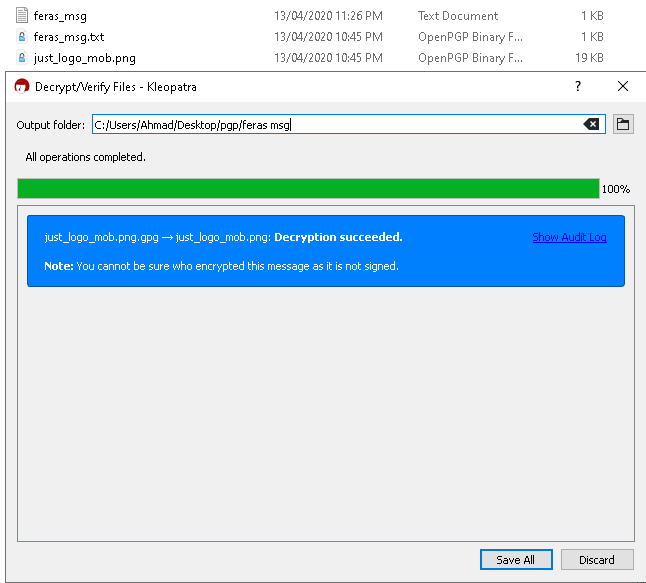 feras_msg 13/04/2020 11:26 PM Text Document 1 KB
feras_msg.txt 13/04/2020 10:45 PM OpenPGP Binary F... 1 KB
just_logo_mob.png 13/04/2020 10:45 PM OpenPGP Binary F... 19 KB
Decrypt/Verify Files - Kleopatra ?
Output folder: C:/Users/Ahmad/Desktop/pgp/feras msg
All operations completed.
100%
just_logo_mob.png.gpg → just_logo_mob.png: Decryption succeeded. Show Audit Log
Note: You cannot be sure who encrypted this message as it is not signed.
Save All Discard